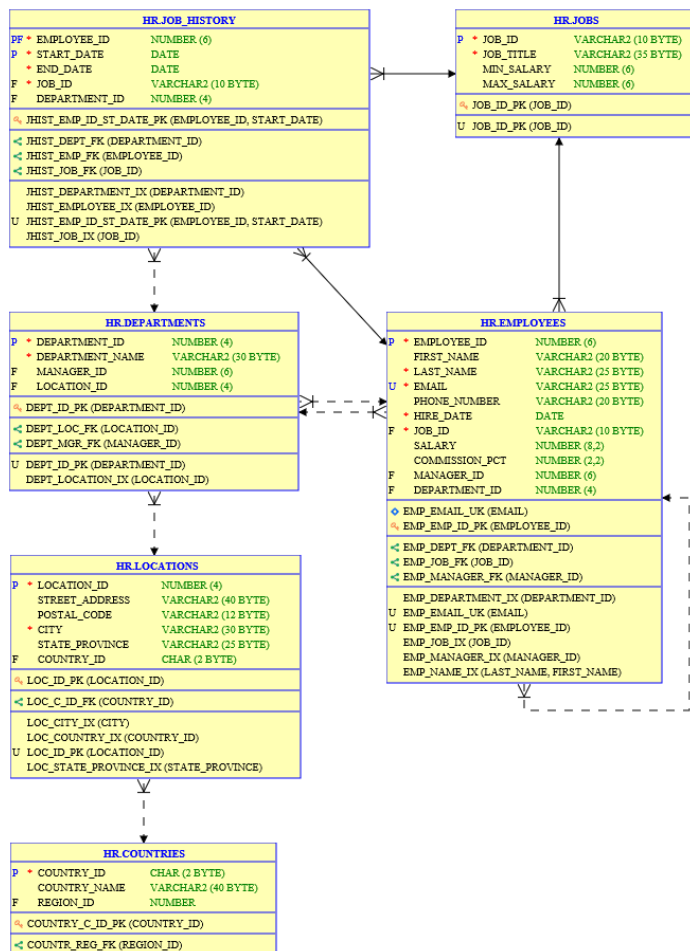 HR.JOB_HISTORY
PF * EMPLOYEE_ID NUMBER (6)
P * START_DATE DATE
* END_DATE DATE
F * JOB_ID VARCHAR2 (10 BYTE)
F DEPARTMENT_ID NUMBER (4)
JHIST_EMP_ID_ST_DATE_PK (EMPLOYEE_ID, START_DATE)
JHIST_DEPT_FK (DEPARTMENT_ID)
JHIST_EMP_FK (EMPLOYEE_ID)
JHIST_JOB_FK (JOB_ID)
JHIST_DEPARTMENT_IX (DEPARTMENT_ID)
JHIST_EMPLOYEE_IX (EMPLOYEE_ID)
U JHIST_EMP_ID_ST_DATE_PK (EMPLOYEE_ID, START_DATE)
JHIST_JOB_IX (JOB_ID)
HR.JOBS
P * JOB_ID VARCHAR2 (10 BYTE)
* JOB_TITLE VARCHAR2 (35 BYTE)
MIN_SALARY NUMBER (6)
MAX_SALARY NUMBER (6)
JOB_ID_PK (JOB_ID)
U JOB_ID_PK (JOB_ID)
HR.DEPARTMENTS
P * DEPARTMENT_ID NUMBER (4)
* DEPARTMENT_NAME VARCHAR2 (30 BYTE)
F MANAGER_ID NUMBER (6)
F LOCATION_ID NUMBER (4)
DEPT_ID_PK (DEPARTMENT_ID)
DEPT_LOC_FK (LOCATION_ID)
DEPT_MGR_FK (MANAGER_ID)
U DEPT_ID_PK (DEPARTMENT_ID)
DEPT_LOCATION_IX (LOCATION_ID)
HR.EMPLOYEES
P * EMPLOYEE_ID NUMBER (6)
FIRST_NAME VARCHAR2 (20 BYTE)
* LAST_NAME VARCHAR2 (25 BYTE)
U * EMAIL VARCHAR2 (25 BYTE)
PHONE_NUMBER VARCHAR2 (20 BYTE)
* HIRE_DATE DATE
F * JOB_ID VARCHAR2 (10 BYTE)
SALARY NUMBER (8,2)
COMMISSION_PCT NUMBER (2,2)
F MANAGER_ID NUMBER (6)
F DEPARTMENT_ID NUMBER (4)
EMP_EMAIL_UK (EMAIL)
EMP_EMP_ID_PK (EMPLOYEE_ID)
EMP_DEPT_FK (DEPARTMENT_ID)
EMP_JOB_FK (JOB_ID)
EMP_MANAGER_FK (MANAGER_ID)
EMP_DEPARTMENT_IX (DEPARTMENT_ID)
U EMP_EMAIL_UK (EMAIL)
U EMP_EMP_ID_PK (EMPLOYEE_ID)
EMP_JOB_IX (JOB_ID)
EMP_MANAGER_IX (MANAGER_ID)
EMP_NAME_IX (LAST_NAME, FIRST_NAME)
HR.LOCATIONS
P * LOCATION_ID NUMBER (4)
STREET_ADDRESS VARCHAR2 (40 BYTE)
POSTAL_CODE VARCHAR2 (12 BYTE)
* CITY VARCHAR2 (30 BYTE)
STATE_PROVINCE VARCHAR2 (25 BYTE)
F COUNTRY_ID CHAR (2 BYTE)
LOC_ID_PK (LOCATION_ID)
LOC_C_ID_FK (COUNTRY_ID)
LOC_CITY_IX (CITY)
LOC_COUNTRY_IX (COUNTRY_ID)
U LOC_ID_PK (LOCATION_ID)
LOC_STATE_PROVINCE_IX (STATE_PROVINCE)
HR.COUNTRIES
P * COUNTRY_ID CHAR (2 BYTE)
COUNTRY_NAME VARCHAR2 (40 BYTE)
F REGION_ID NUMBER
COUNTRY_C_ID_PK (COUNTRY_ID)
COUNTR_REG_FK (REGION_ID)